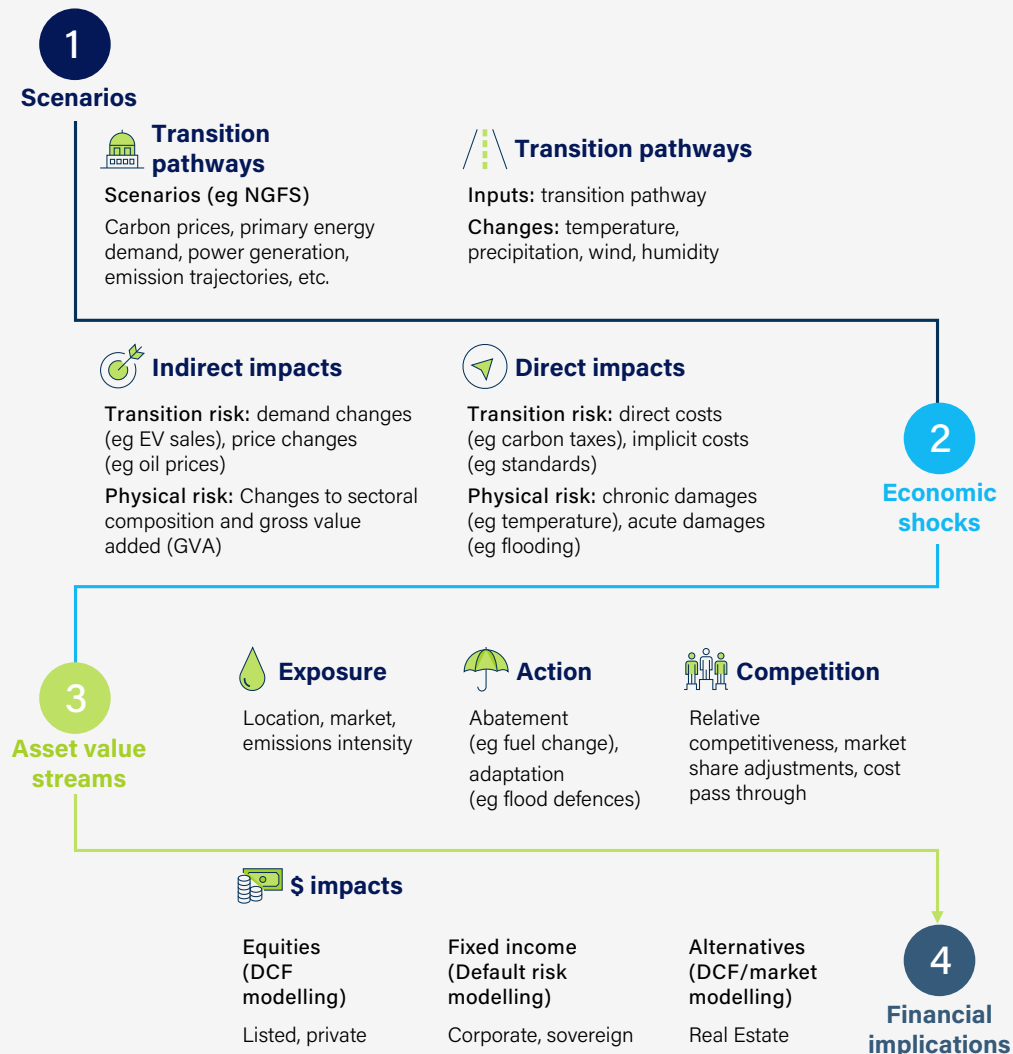 1
Scenarios
Transition
pathways
Scenarios (eg NGFS)
Carbon prices, primary energy
demand, power generation,
emission trajectories, etc.
Transition pathways
Inputs: transition pathway
Changes: temperature,
precipitation, wind, humidity
Indirect impacts
Transition risk: demand changes
(eg EV sales), price changes
(eg oil prices)
Physical risk: Changes to sectoral
composition and gross value
added (GVA)
Direct impacts
Transition risk: direct costs
(eg carbon taxes), implicit costs
(eg standards)
Physical risk: chronic damages
(eg temperature), acute damages
(eg flooding)
2
Economic
shocks
3
Asset value
streams
Exposure
Location, market,
emissions intensity
Action
Abatement
(eg fuel change),
adaptation
(eg flood defences)
Competition
Relative
competitiveness, market
share adjustments, cost
pass through
$ impacts
Equities
(DCF
modelling)
Listed, private
Fixed income
(Default risk
modelling)
Corporate, sovereign
Alternatives
(DCF/market
modelling)
Real Estate
4
Financial
implications